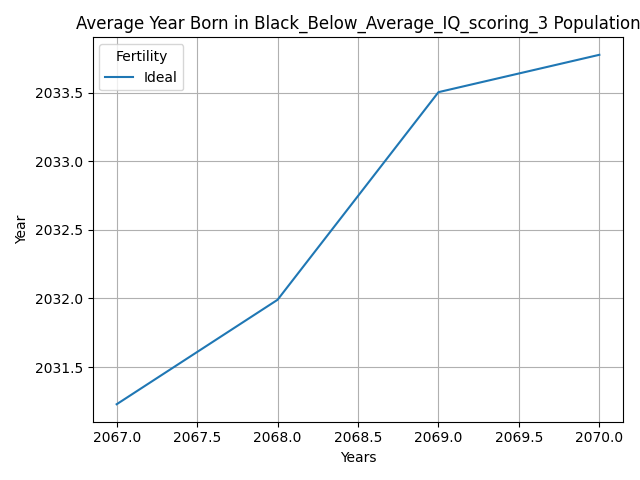 Average Year Born in Black_Below_Average_IQ_scoring_3 Population
Fertility
Ideal
2033.5
2033.0
2032.5
2032.0
2031.5
Year
2067.0 2067.5 2068.0 2068.5 2069.0 2069.5 2070.0
Years